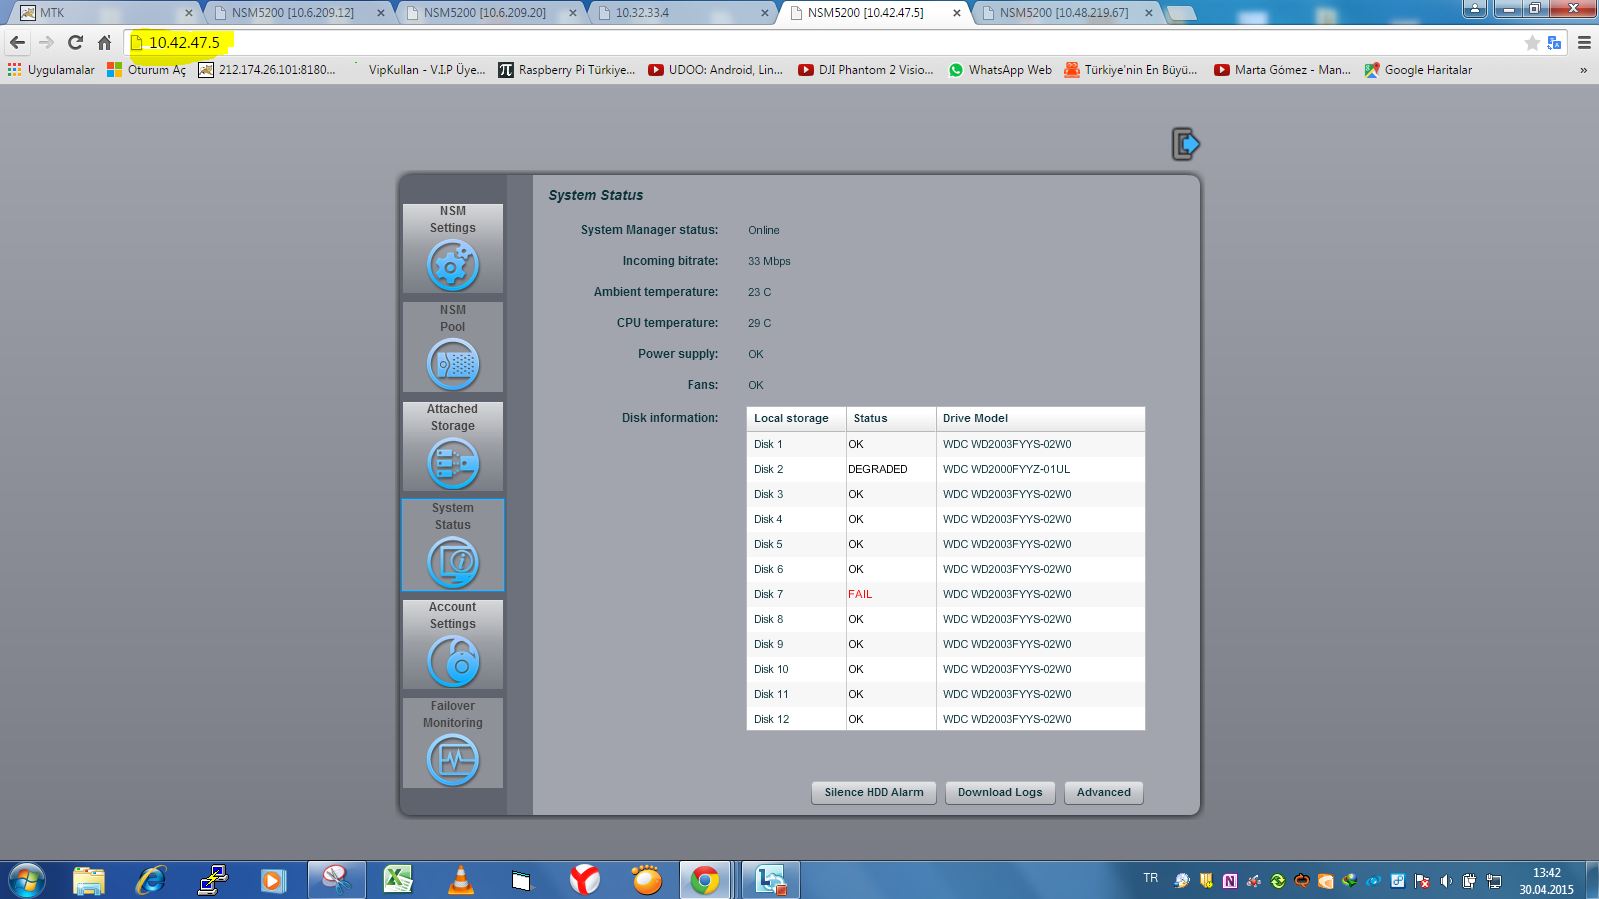 MTK
NSM5200 [10.6.209.12]
NSM5200 [10.6.209.20]
10.32.33.4
NSM5200 [10.42.47.5]
NSM5200 [10.48.219.67]
10.42.47.5
Uygulamalar
Oturum Aç
212.174.26.101:8180...
VipKullan - V.I.P Üye...
Raspberry Pi Türkiye...
UDOO: Android, Lin...
DJI Phantom 2 Visio...
WhatsApp Web
Türkiye'nin En Büyü...
Marta Gómez - Man...
Google Haritalar
»
NSM
Settings
NSM
Pool
Attached
Storage
System
Status
Account
Settings
Failover
Monitoring
System Status
System Manager status: Online
Incoming bitrate: 33 Mbps
Ambient temperature: 23 C
CPU temperature: 29 C
Power supply: OK
Fans: OK
Disk information:
Local storage Status Drive Model
Disk 1 OK WDC WD2003FYYS-02W0
Disk 2 DEGRADED WDC WD2000FYYZ-01UL
Disk 3 OK WDC WD2003FYYS-02W0
Disk 4 OK WDC WD2003FYYS-02W0
Disk 5 OK WDC WD2003FYYS-02W0
Disk 6 OK WDC WD2003FYYS-02W0
Disk 7 FAIL WDC WD2003FYYS-02W0
Disk 8 OK WDC WD2003FYYS-02W0
Disk 9 OK WDC WD2003FYYS-02W0
Disk 10 OK WDC WD2003FYYS-02W0
Disk 11 OK WDC WD2003FYYS-02W0
Disk 12 OK WDC WD2003FYYS-02W0
Silence HDD Alarm
Download Logs
Advanced
TR
13:42
30.04.2015